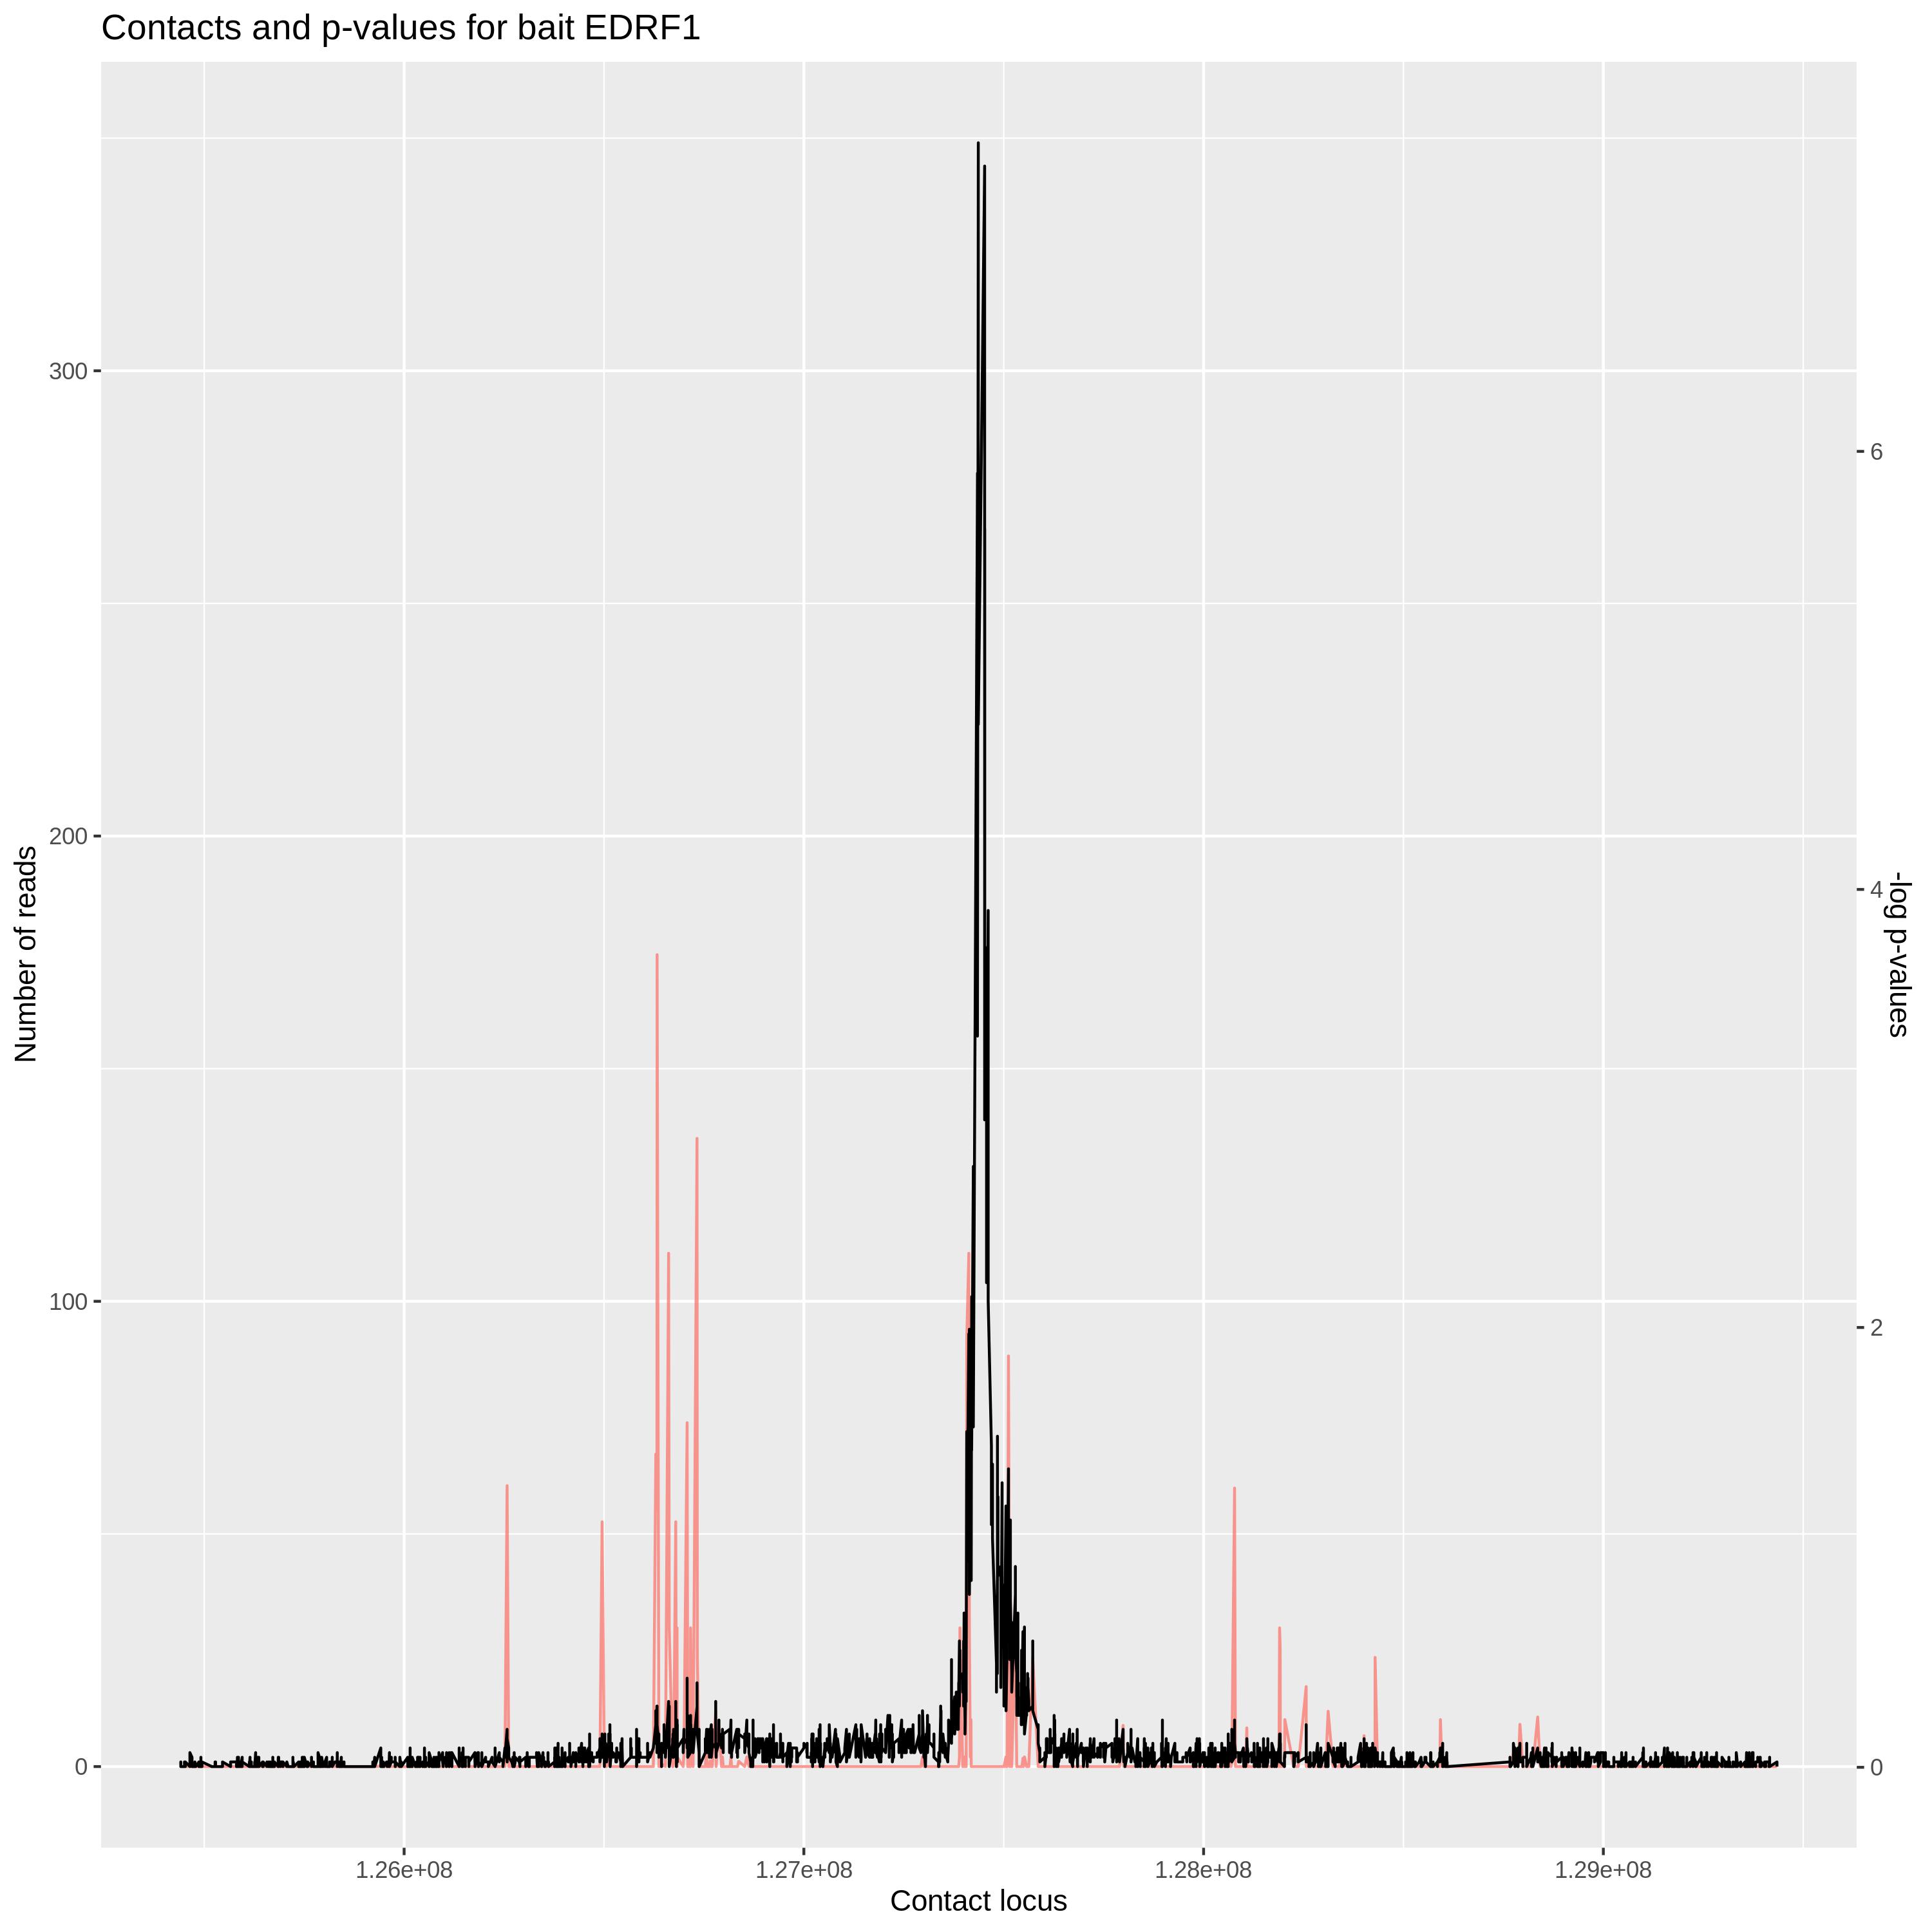 Contacts and p-values for bait EDRF1
300
200
100
0
Number of reads
6
4
2
0
-log p-values
1.26e+08 1.27e+08 1.28e+08 1.29e+08
Contact locus